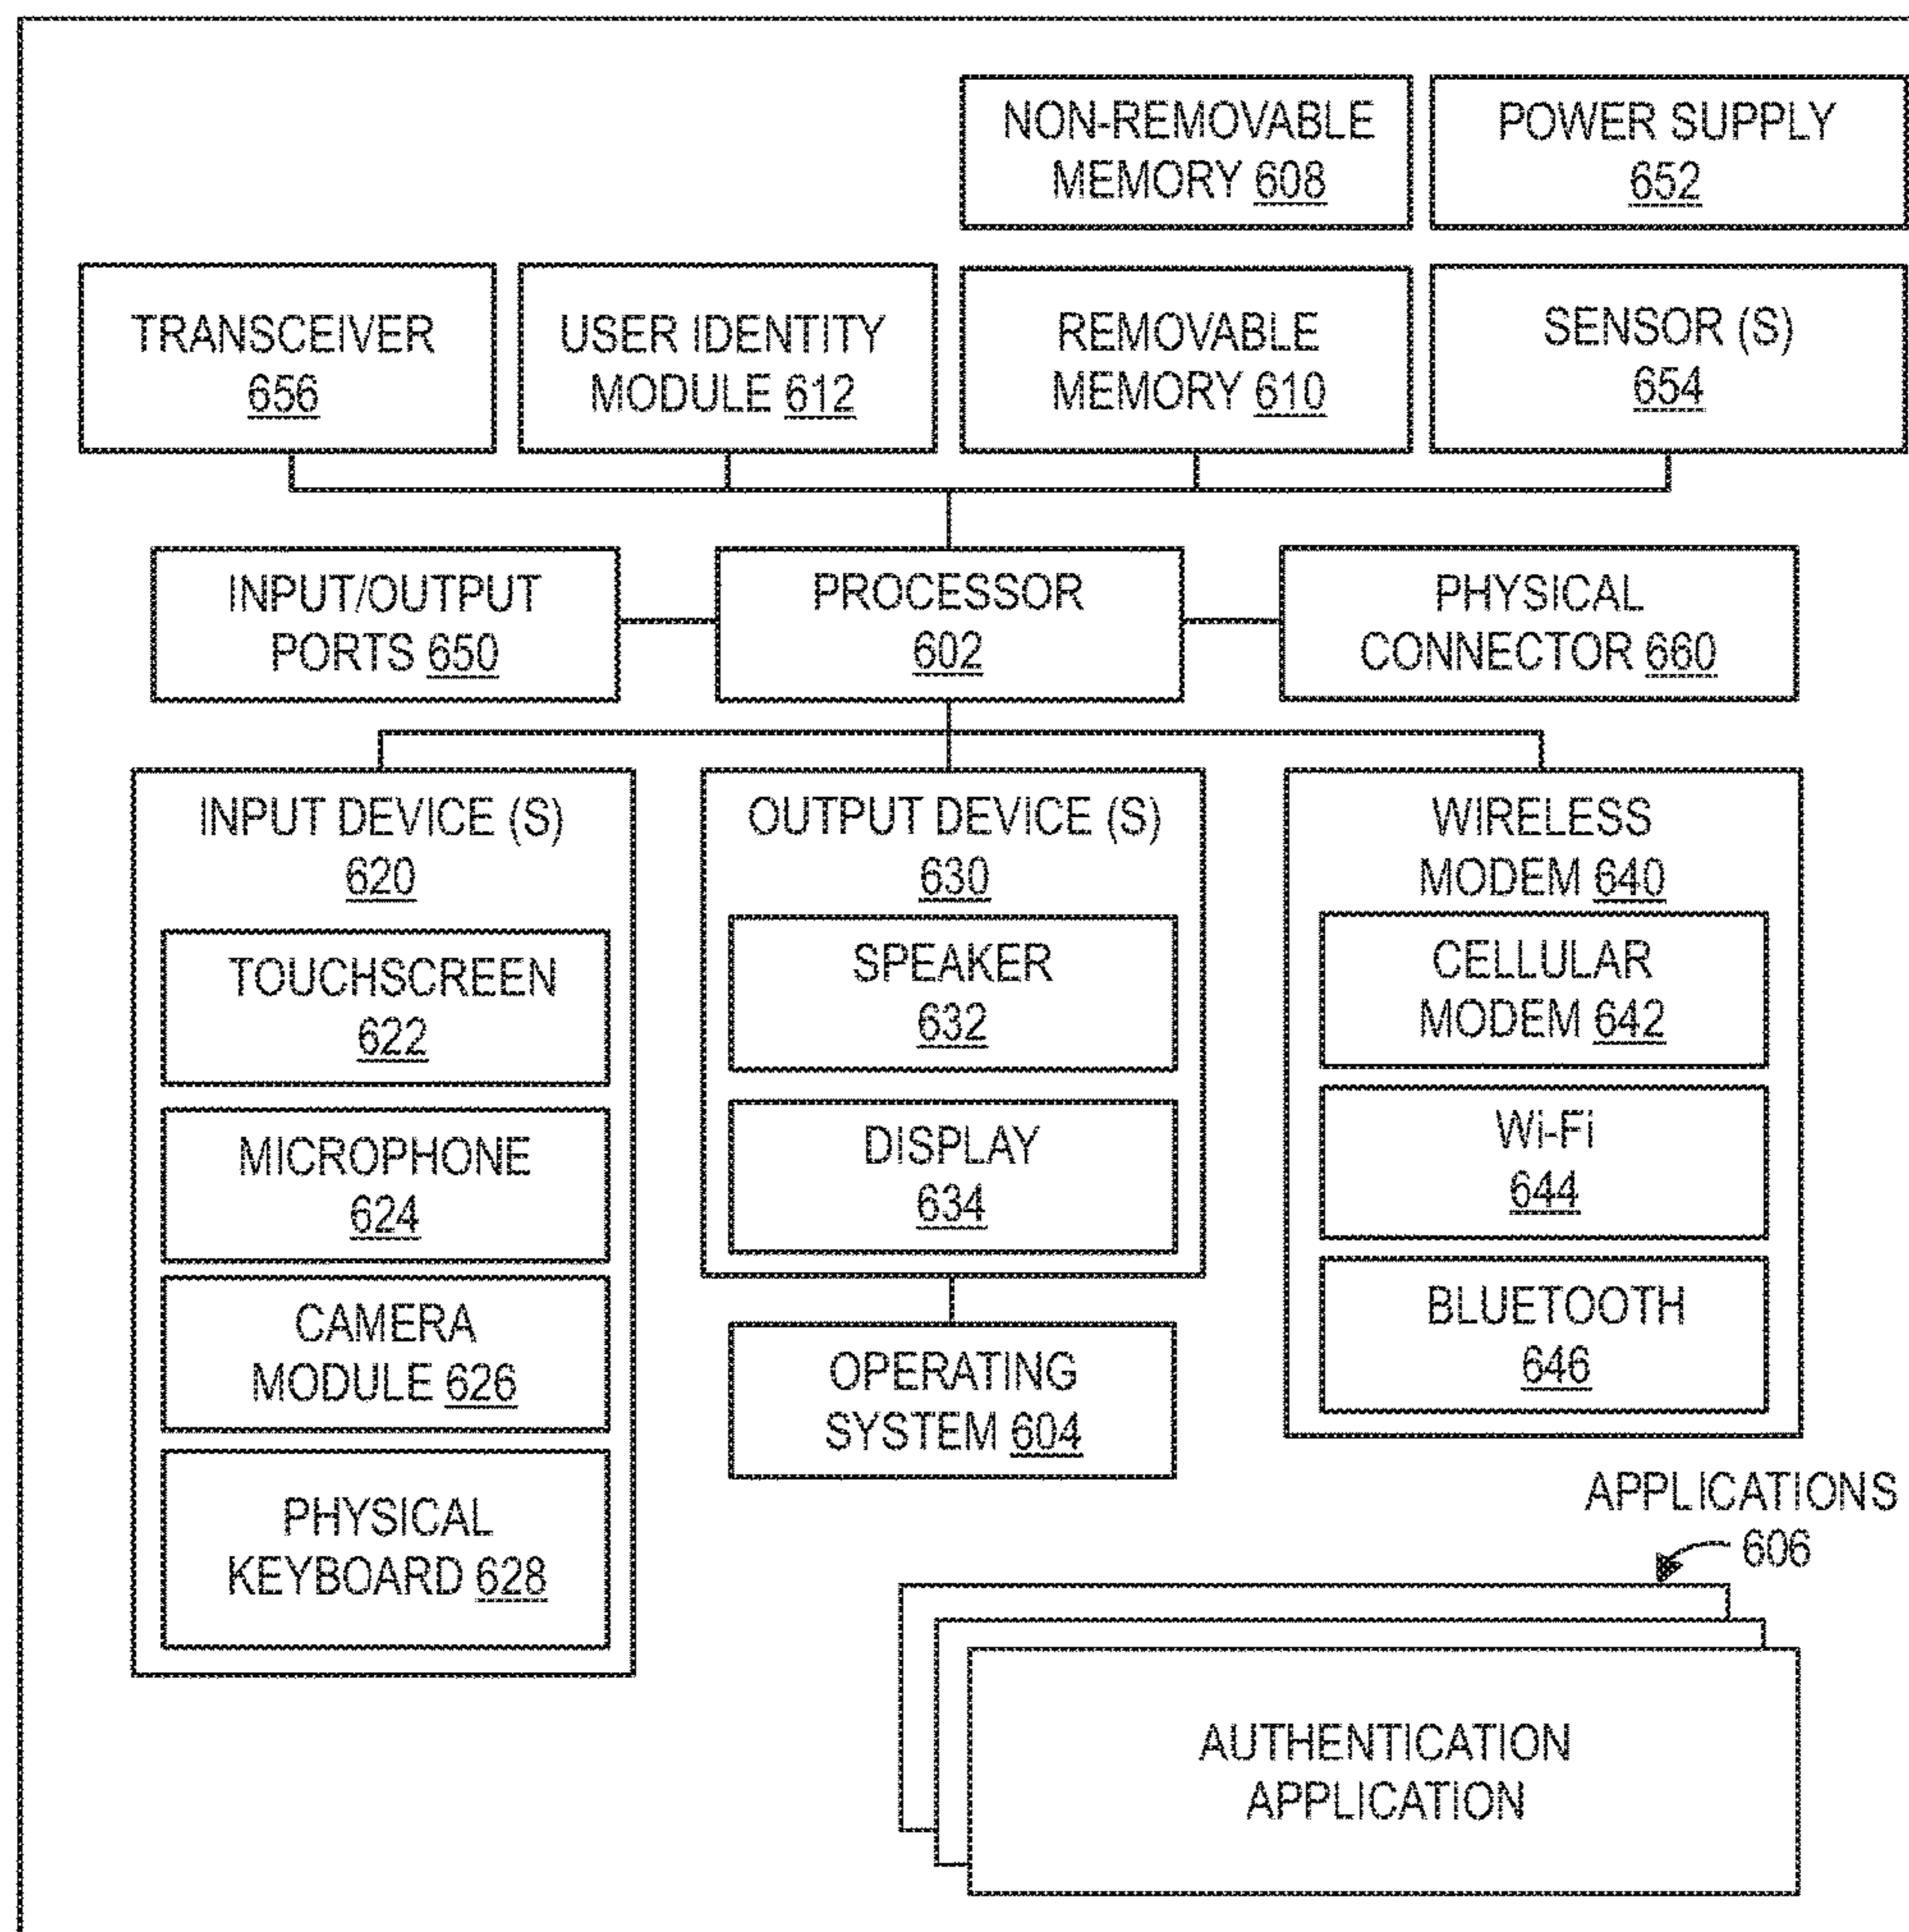 NON-REMOVABLE
MEMORY 608
POWER SUPPLY
652
TRANSCEIVER
656
USER IDENTITY
MODULE 612
REMOVABLE
MEMORY 610
SENSOR (S)
654
INPUT/OUTPUT
PORTS 650
PROCESSOR
602
PHYSICAL
CONNECTOR 660
INPUT DEVICE (S)
620
TOUCHSCREEN
622
MICROPHONE
624
CAMERA
MODULE 626
PHYSICAL
KEYBOARD 628
OUTPUT DEVICE (S)
630
SPEAKER
632
DISPLAY
634
OPERATING
SYSTEM 604
WIRELESS
MODEM 640
CELLULAR
MODEM 642
Wi-Fi
644
BLUETOOTH
646
APPLICATIONS
606
AUTHENTICATION
APPLICATION